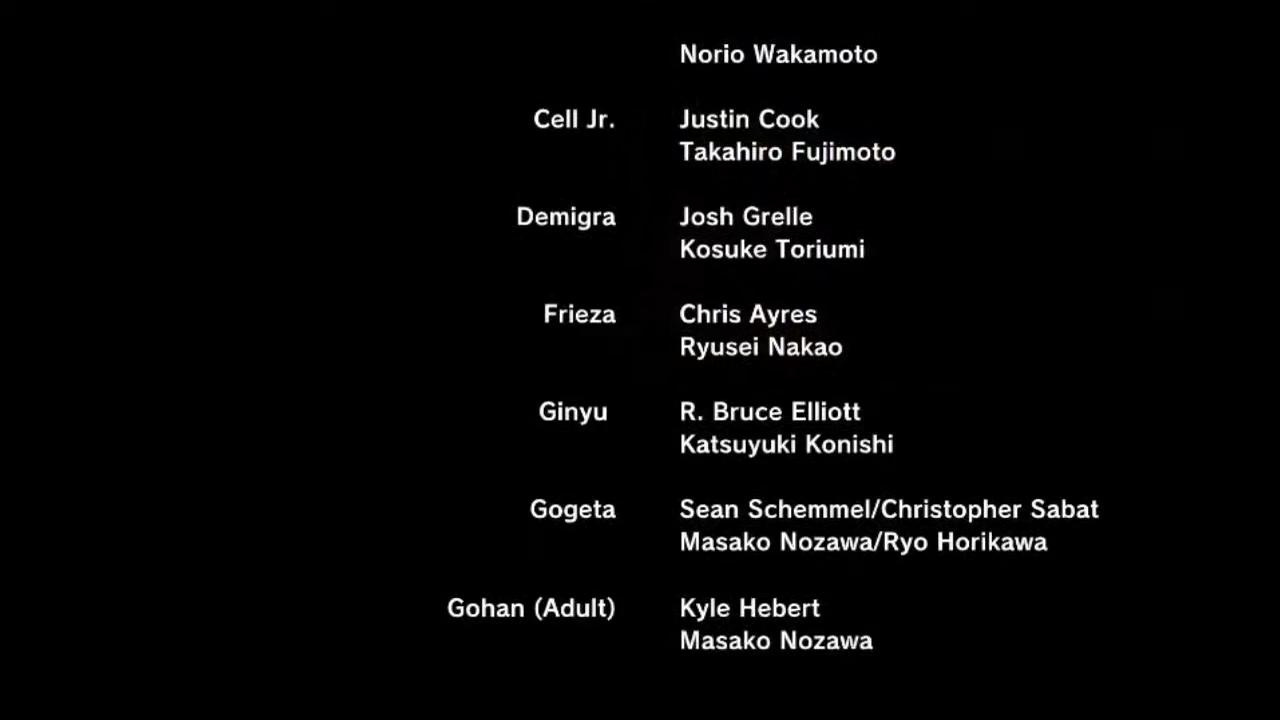 Norio Wakamoto
Cell Jr. Justin Cook
Takahiro Fujimoto
Demigra Josh Grelle
Kosuke Toriumi
Frieza Chris Ayres
Ryusei Nakao
Ginyu R. Bruce Elliott
Katsuyuki Konishi
Gogeta Sean Schemmel/Christopher Sabat
Masako Nozawa/Ryo Horikawa
Gohan (Adult) Kyle Hebert
Masako Nozawa